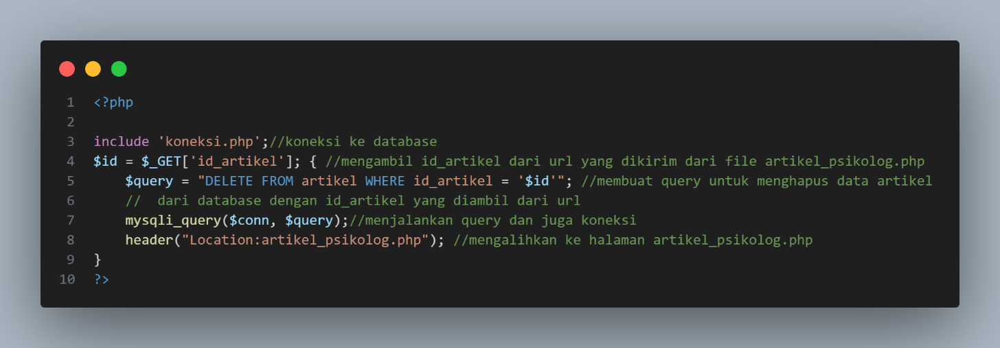 1 <?php
2
3 include 'koneksi.php';//koneksi ke database
4 $id = $_GET['id_artikel']; { //mengambil id_artikel dari url yang dikirim dari file artikel_psikolog.php
5     $query = "DELETE FROM artikel WHERE id_artikel = '$id'"; //membuat query untuk menghapus data artikel
6     //  dari database dengan id_artikel yang diambil dari url
7     mysqli_query($conn, $query);//menjalankan query dan juga koneksi
8     header("Location:artikel_psikolog.php"); //mengalihkan ke halaman artikel_psikolog.php
9 }
10 ?>